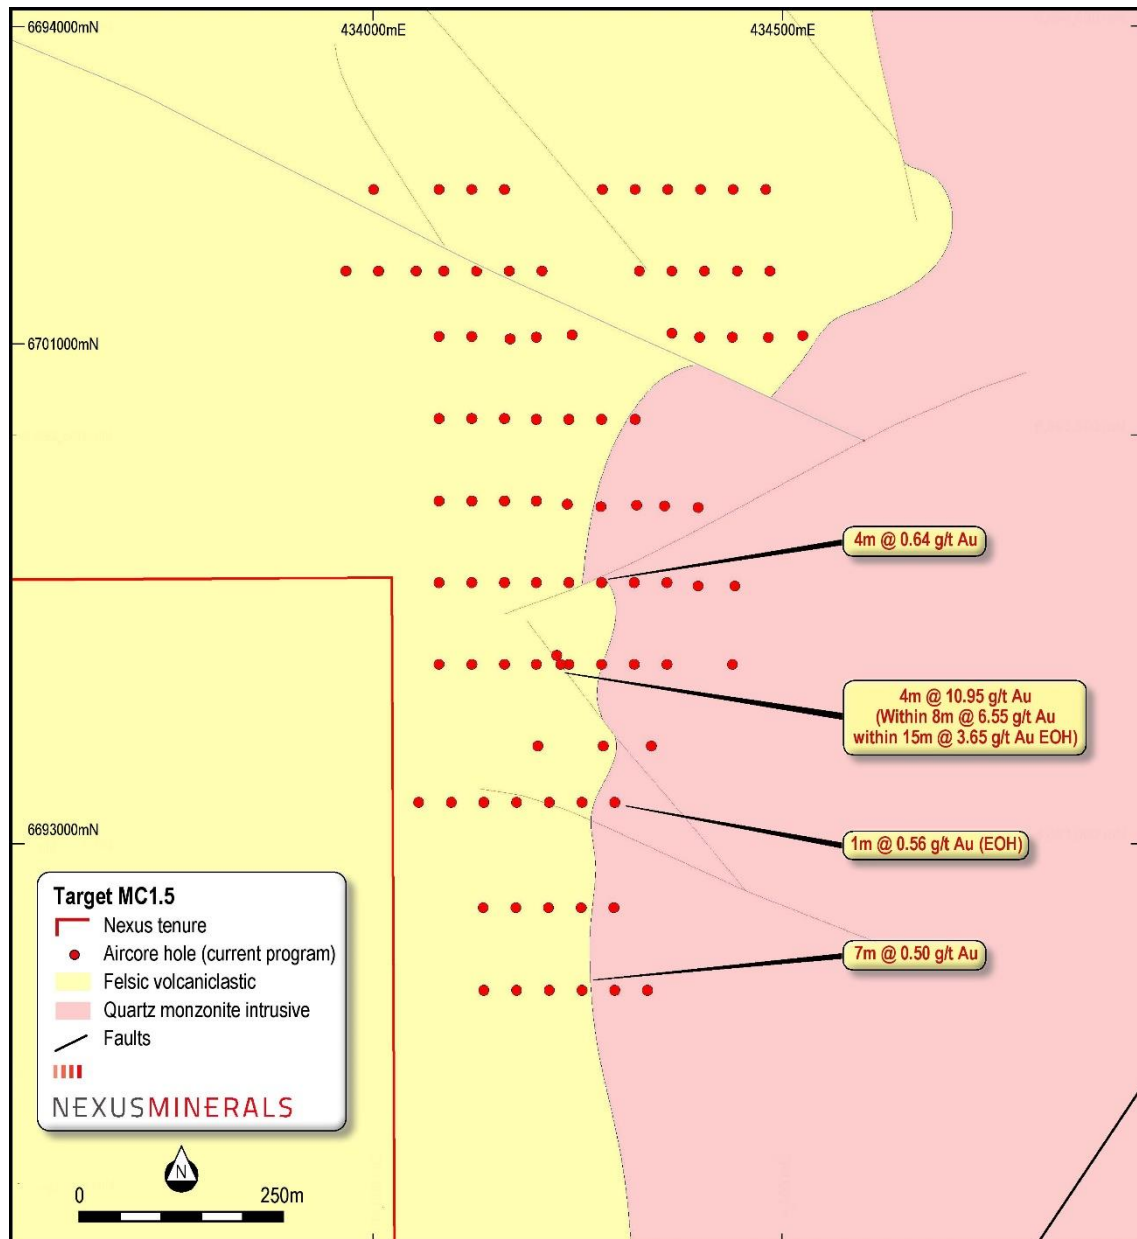 6694000mN
434000mE
434500mE
6701000mN
4m @ 0.64 g/t Au
4m @ 10.95 g/t Au
(Within 8m @ 6.55 g/t Au
within 15m @ 3.65 g/t Au EOH)
6693000mN
1m @ 0.56 g/t Au (EOH)
7m @ 0.50 g/t Au
Target MC1.5
Nexus tenure
Aircore hole (current program)
Felsic volcaniclastic
Quartz monzonite intrusive
Faults
NEXUSMINERALS
N
0 250m